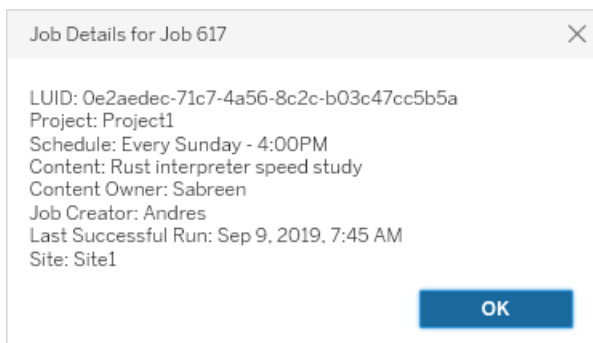 Job Details for Job 617
LUID: 0e2aedec-71c7-4a56-8c2c-b03c47cc5b5a
Project: Project1
Schedule: Every Sunday - 4:00PM
Content: Rust interpreter speed study
Content Owner: Sabreen
Job Creator: Andres
Last Successful Run: Sep 9, 2019, 7:45 AM
Site: Site1
OK